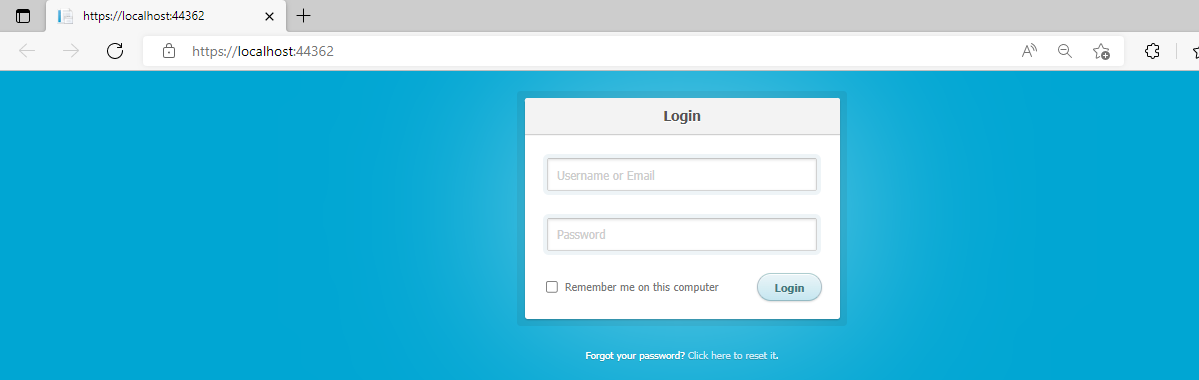 https://localhost:44362
https://localhost:44362
Login
Username or Email
Password
Remember me on this computer
Login
Forgot your password? Click here to reset it.